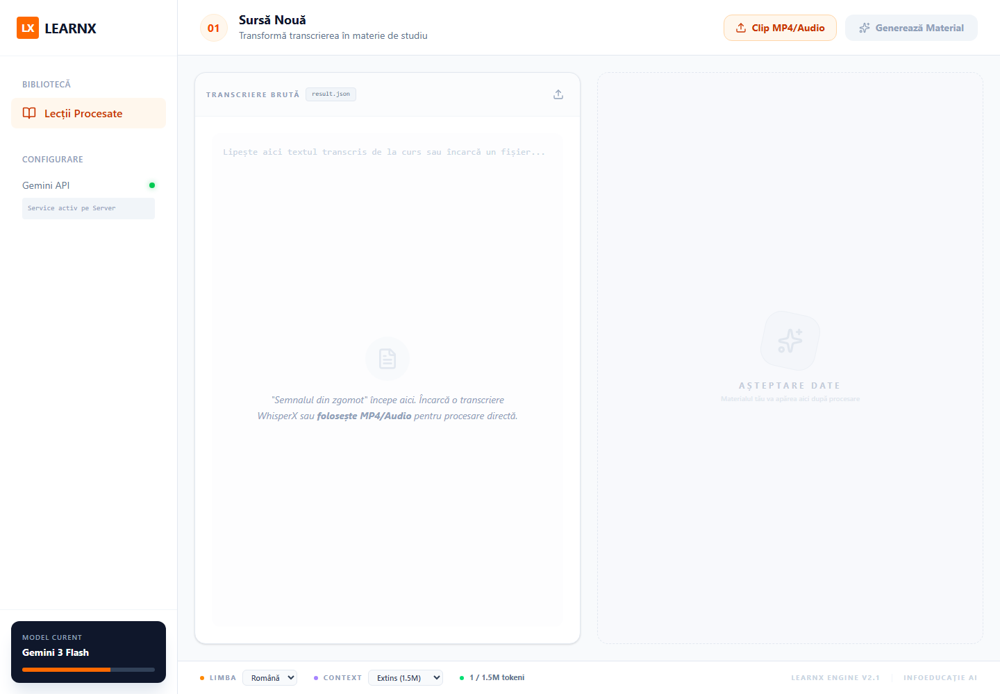 LX LEARNX
BIBLIOTECĂ
Lecții Procesate
CONFIGURARE
Gemini API
Service activ pe Server
MODEL CURENT
Gemini 3 Flash
01
Sursă Nouă
Transformă transcrierea în materie de studiu
Clip MP4/Audio
Generează Material
TRANSCRIERE BRUTĂ
result.json
Lipește aici textul transcris de la curs sau încarcă un fișier...
"Semnalul din zgomot" începe aici. Încarcă o transcriere
WhisperX sau folosește MP4/Audio pentru procesare directă.
AȘTEPTARE DATE
Materialul tău va apărea aici după procesare
LIMBA
Română
CONTEXT
Extins (1.5M)
1 / 1.5M tokeni
LEARNX ENGINE V2.1
INFOEDUCAȚIE AI